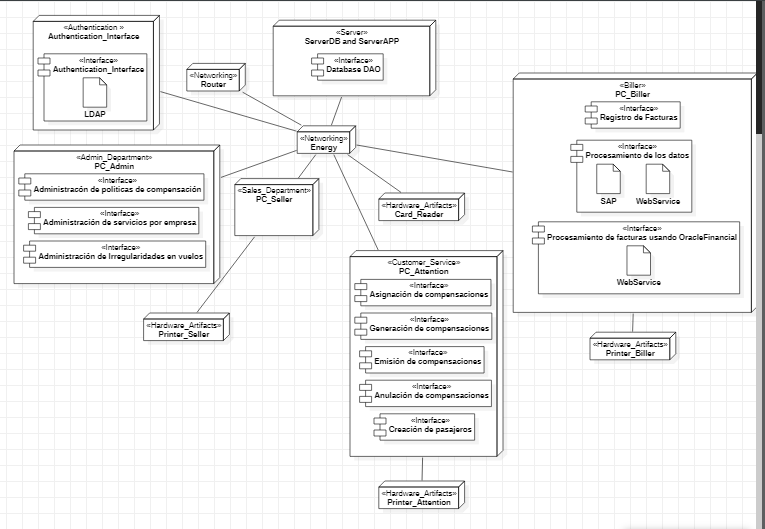 «Authentication »
Authentication_Interface
«Interface»
Authentication_Interface
LDAP
«Networking»
Router
«Server»
ServerDB and ServerAPP
«Interface»
Database DAO
«Networking»
Energy
«Biller»
PC_Biller
«Interface»
Registro de Facturas
«Interface»
Procesamiento de los datos
SAP
WebService
«Interface»
Procesamiento de facturas usando OracleFinancial
WebService
«Hardware_Artifacts»
Printer_Biller
«Admin_Department»
PC_Admin
«Interface»
Administración de politicas de compensación
«Interface»
Administración de servicios por empresa
«Interface»
Administración de Irregularidades en vuelos
«Sales_Department»
PC_Seller
«Hardware_Artifacts»
Card_Reader
«Hardware_Artifacts»
Printer_Seller
«Customer_Service»
PC_Attention
«Interface»
Asignación de compensaciones
«Interface»
Generación de compensaciones
«Interface»
Emisión de compensaciones
«Interface»
Anulación de compensaciones
«Interface»
Creación de pasajeros
«Hardware_Artifacts»
Printer_Attention